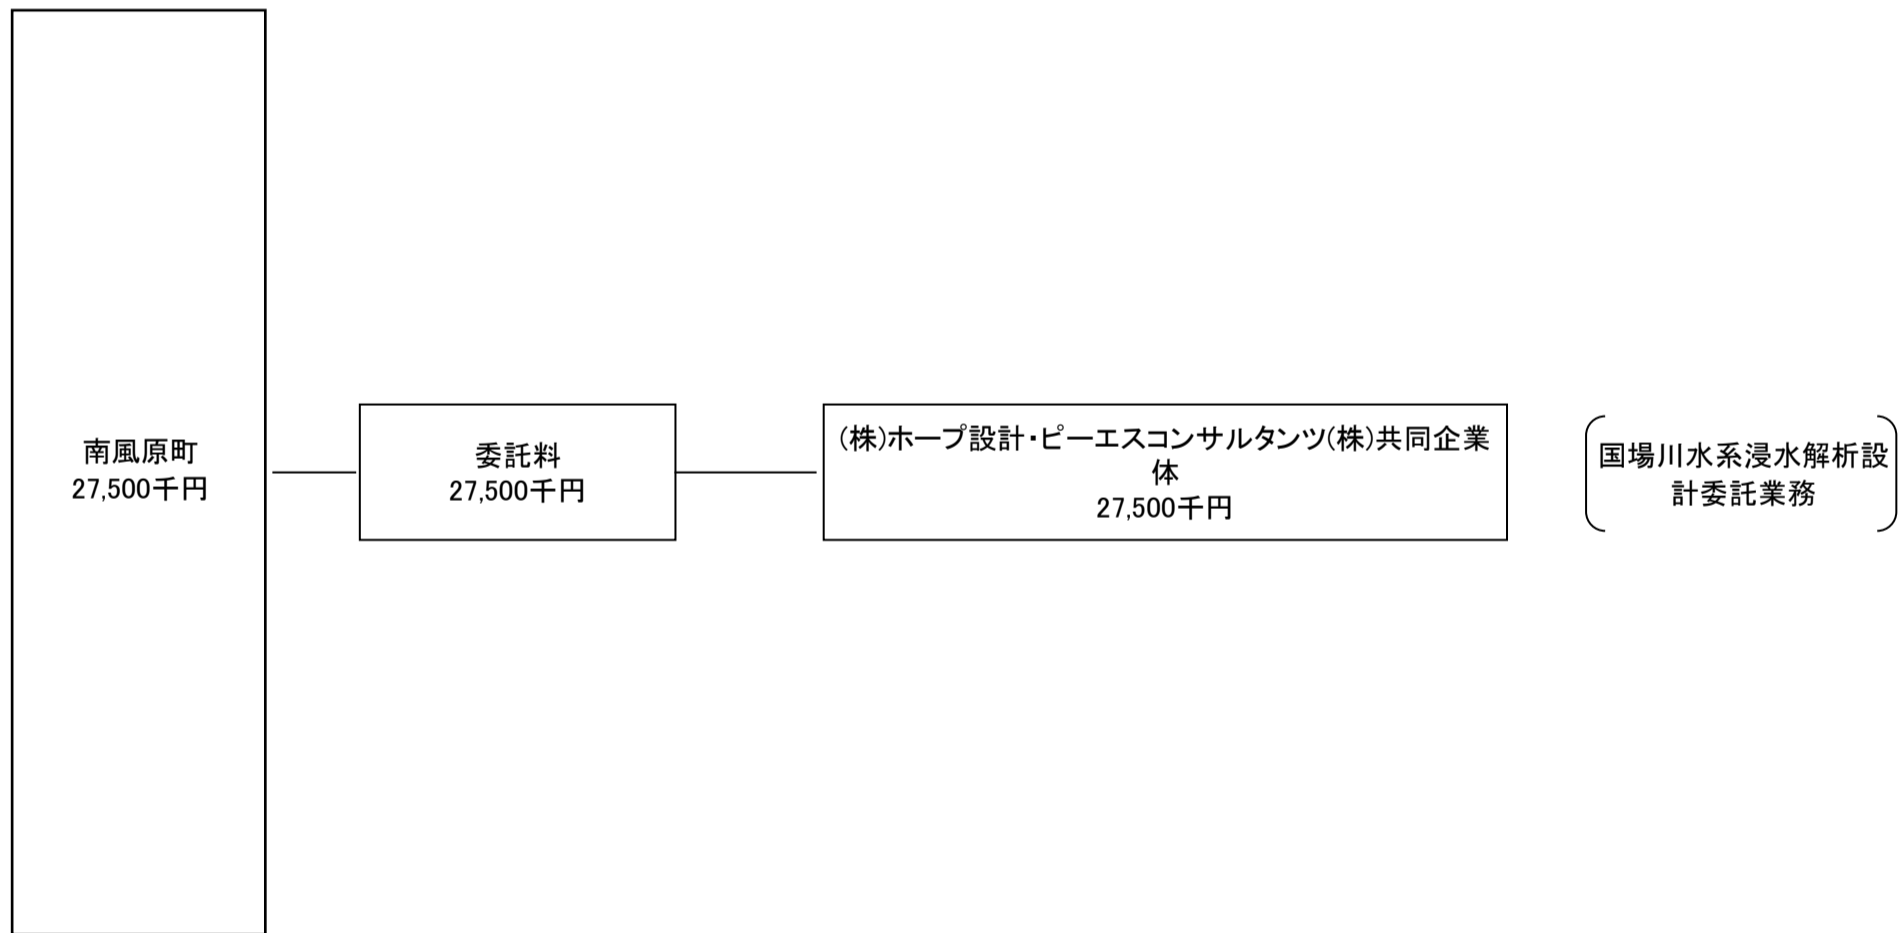 南風原町
27,500千円
委託料
27,500千円
(株)ホープ設計・ピーエスコンサルタンツ(株)共同企業
体
27,500千円
国場川水系浸水解析設
計委託業務